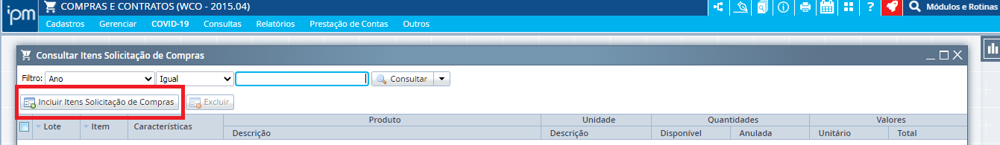 ipm COMPRAS E CONTRATOS (WCO - 2015.04) ? Módulos e Rotinas
Cadastros Gerenciar COVID-19 Consultas Relatórios Prestação de Contas Outros
Consultar Itens Solicitação de Compras
Filtro: Ano Igual Consultar
Incluir Itens Solicitação de Compras Excluir
Lote Item Características Produto Unidade Quantidades Valores
Descrição Descrição Disponível Anulada Unitário Total